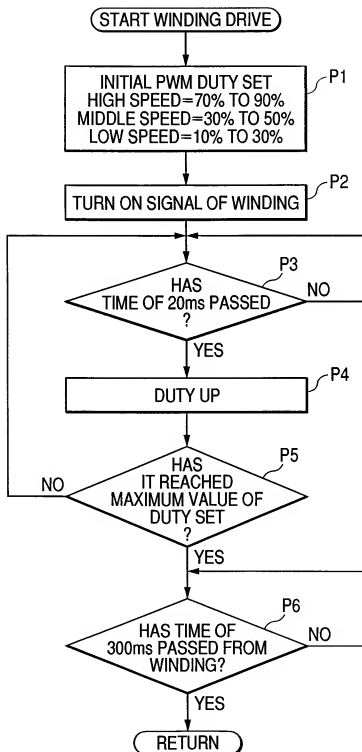 START WINDING DRIVE
P1
INITIAL PWM DUTY SET
HIGH SPEED=70% TO 90%
MIDDLE SPEED=30% TO 50%
LOW SPEED=10% TO 30%
P2
TURN ON SIGNAL OF WINDING
P3
HAS
TIME OF 20ms PASSED
?
NO
YES
P4
DUTY UP
P5
HAS
IT REACHED
MAXIMUM VALUE OF
DUTY SET
?
NO
YES
P6
HAS TIME OF
300ms PASSED FROM
WINDING?
NO
YES
RETURN